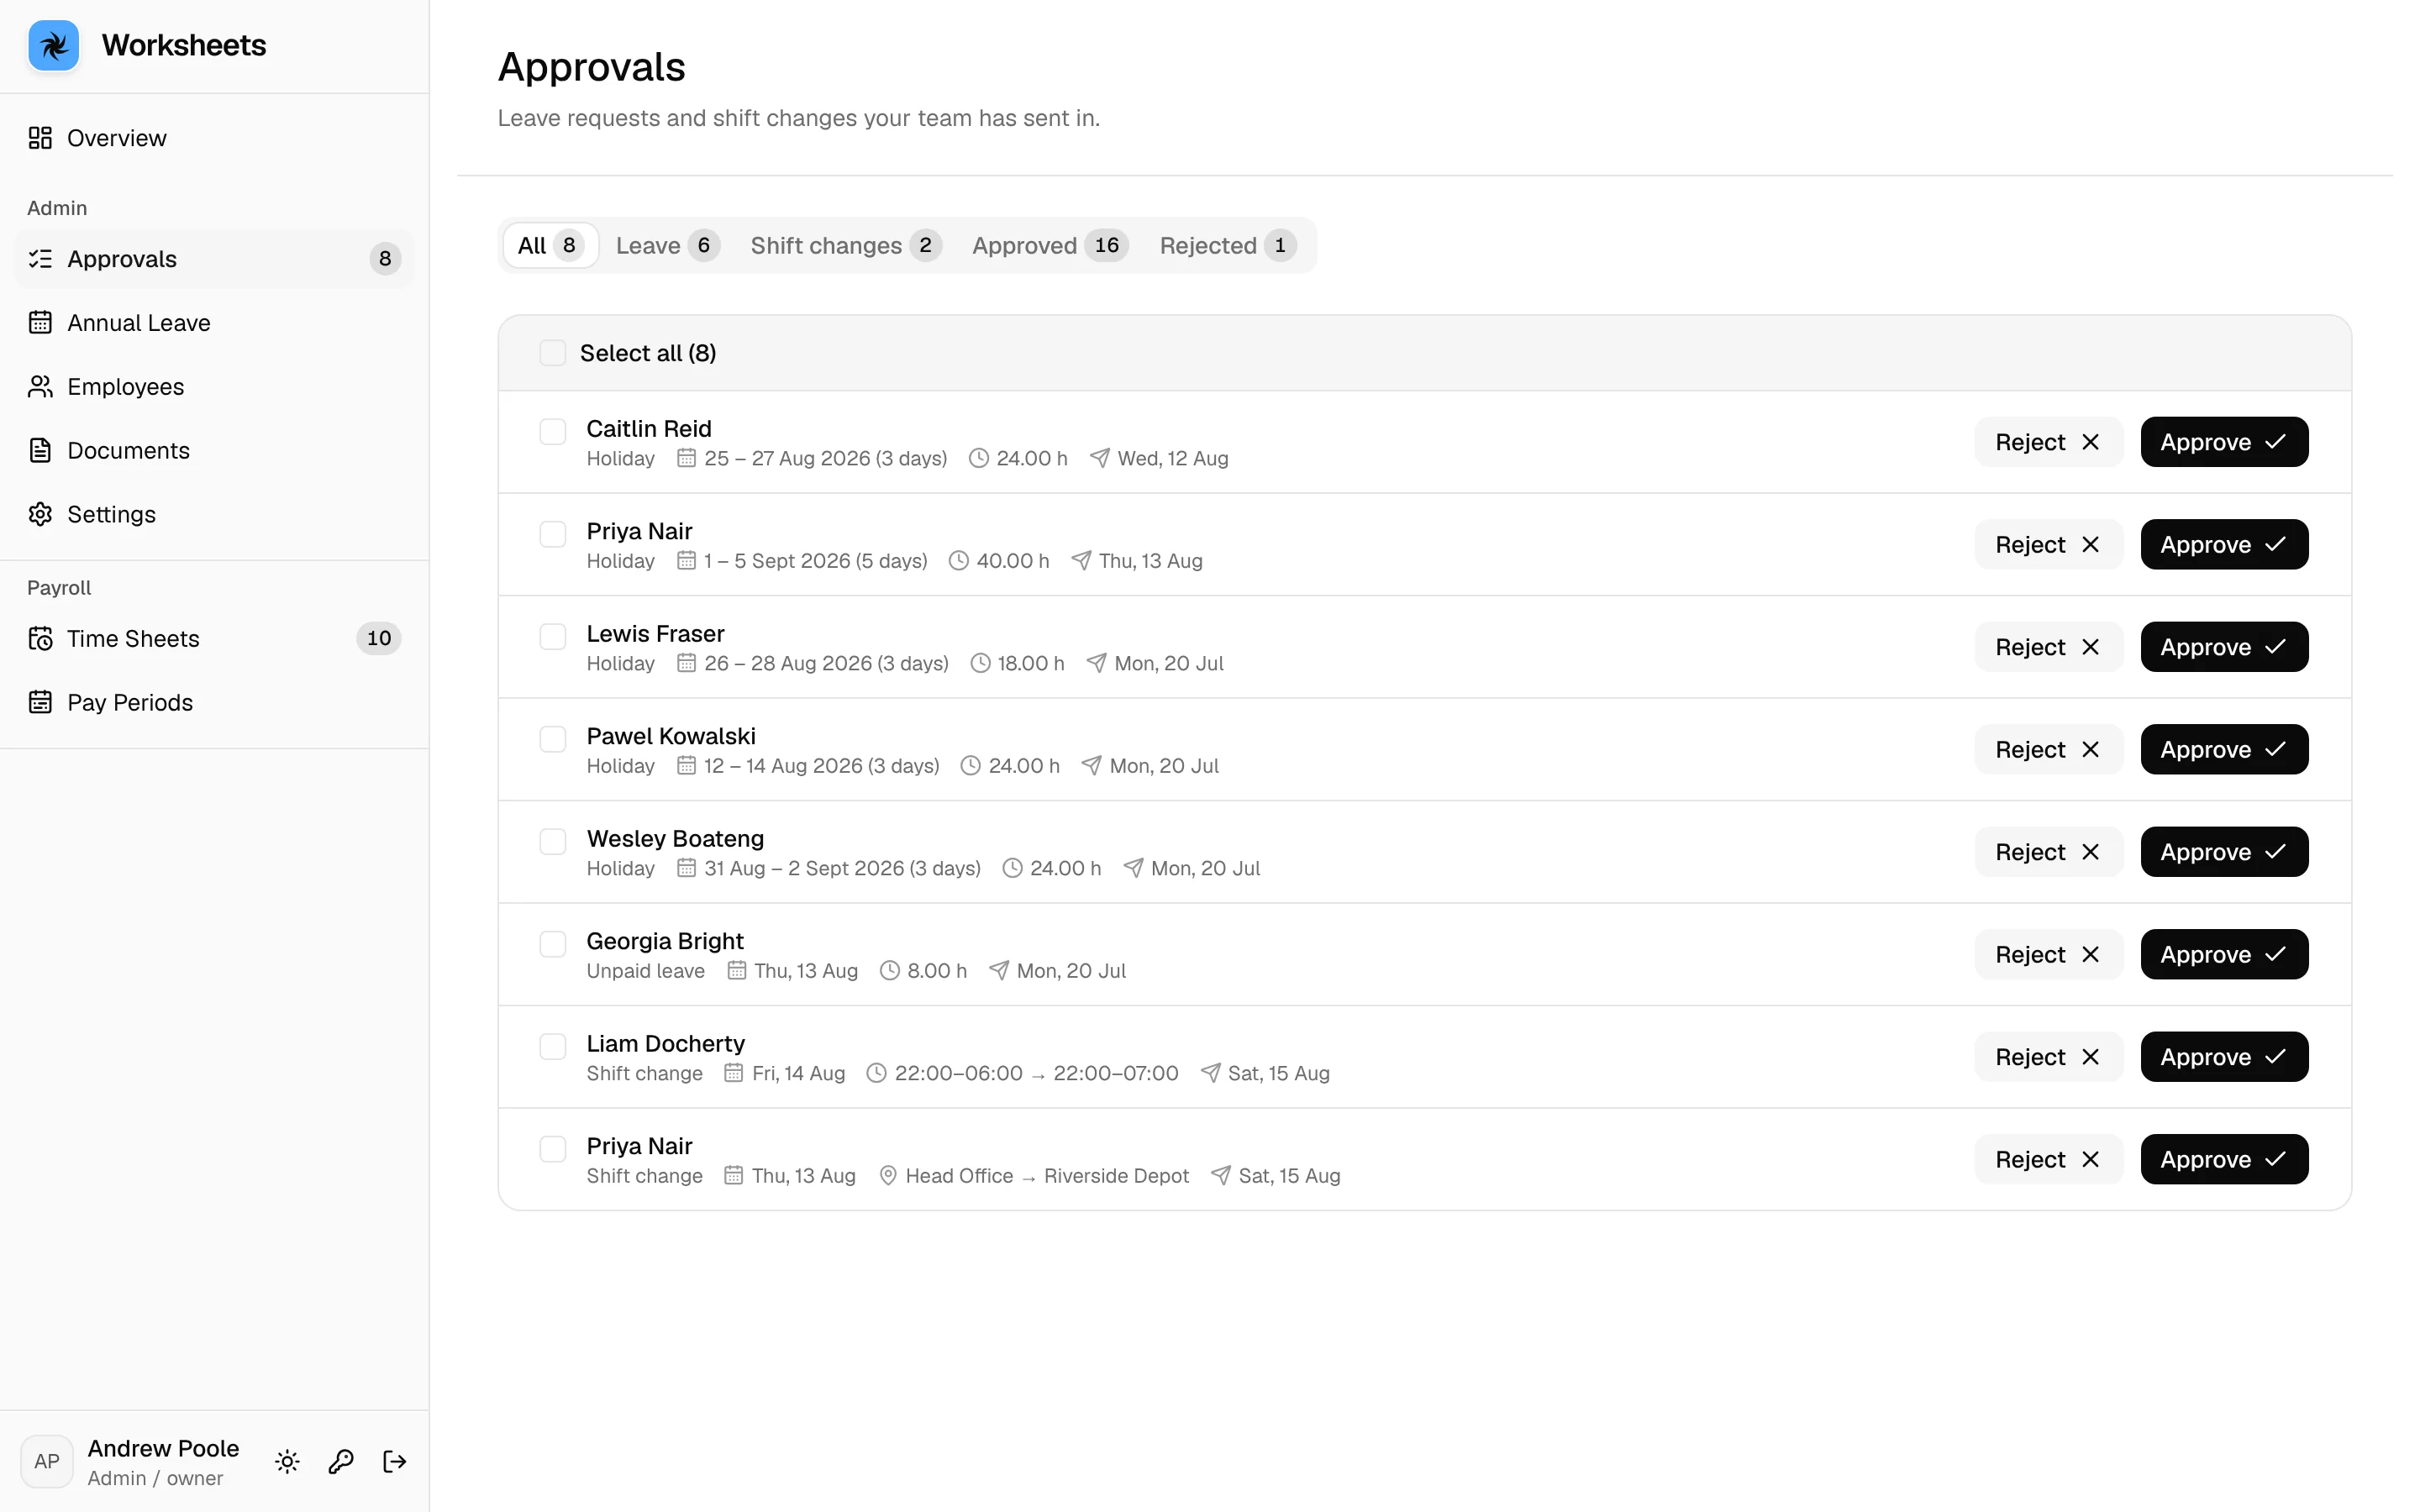 Worksheets
Overview
Admin
Approvals 8
Annual Leave
Employees
Documents
Settings
Payroll
Time Sheets 10
Pay Periods
AP
Andrew Poole
Admin / owner
Approvals
Leave requests and shift changes your team has sent in.
All 8 Leave 6 Shift changes 2 Approved 16 Rejected 1
Select all (8)
Caitlin Reid
Holiday 25 – 27 Aug 2026 (3 days) 24.00 h Wed, 12 Aug
Reject Approve
Priya Nair
Holiday 1 – 5 Sept 2026 (5 days) 40.00 h Thu, 13 Aug
Reject Approve
Lewis Fraser
Holiday 26 – 28 Aug 2026 (3 days) 18.00 h Mon, 20 Jul
Reject Approve
Pawel Kowalski
Holiday 12 – 14 Aug 2026 (3 days) 24.00 h Mon, 20 Jul
Reject Approve
Wesley Boateng
Holiday 31 Aug – 2 Sept 2026 (3 days) 24.00 h Mon, 20 Jul
Reject Approve
Georgia Bright
Unpaid leave Thu, 13 Aug 8.00 h Mon, 20 Jul
Reject Approve
Liam Docherty
Shift change Fri, 14 Aug 22:00–06:00 → 22:00–07:00 Sat, 15 Aug
Reject Approve
Priya Nair
Shift change Thu, 13 Aug Head Office → Riverside Depot Sat, 15 Aug
Reject Approve